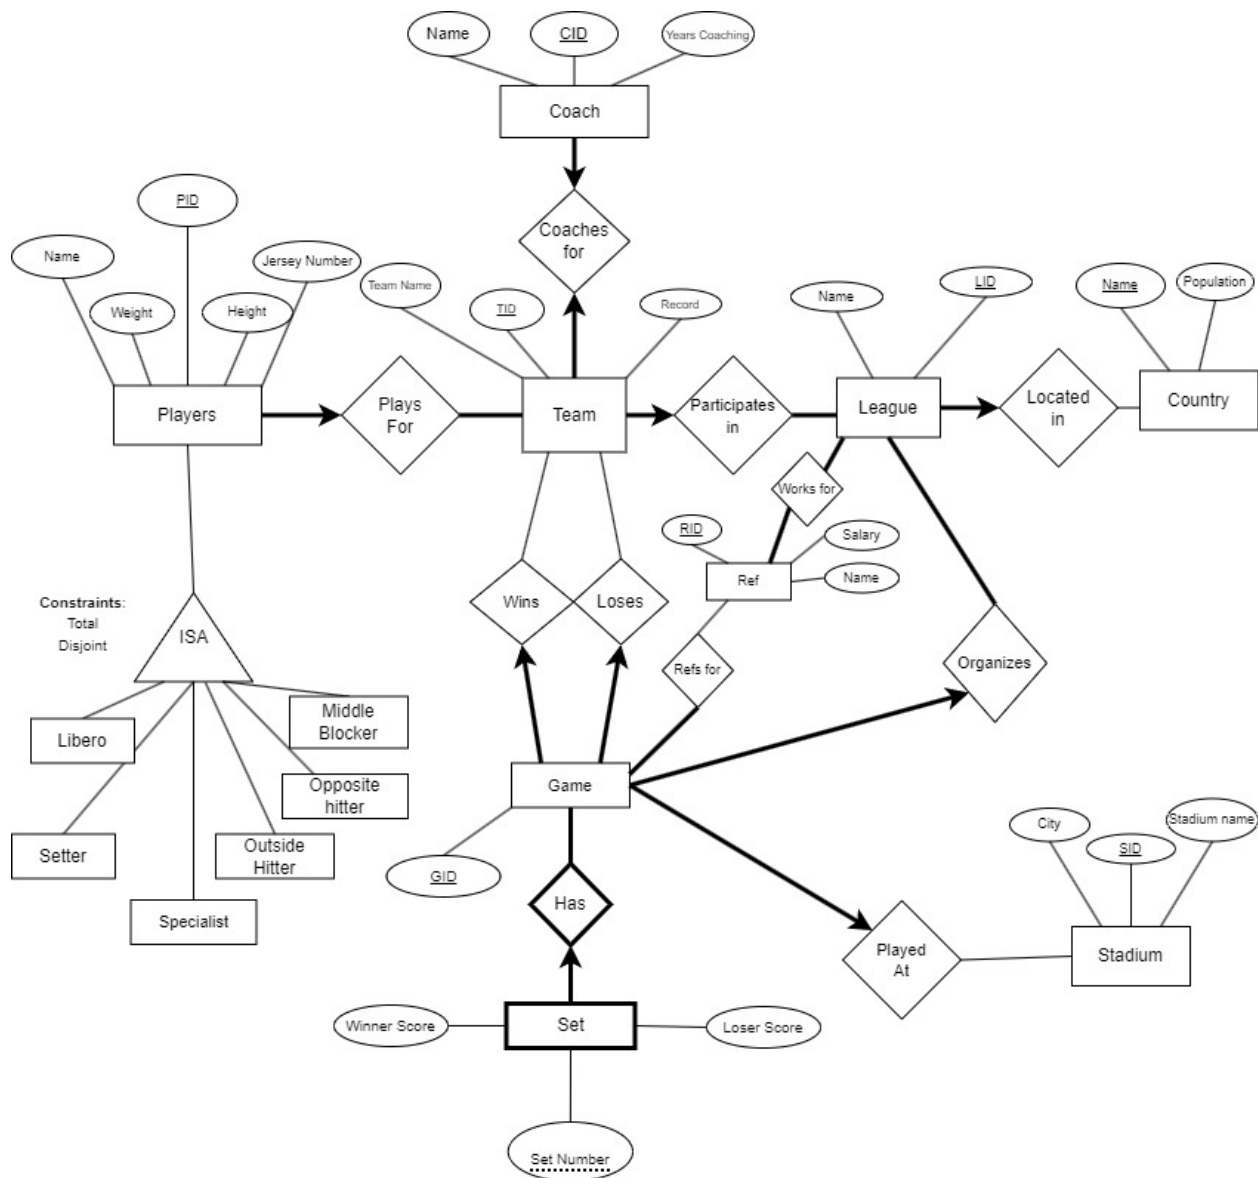 Name
CID
Years Coaching
Coach
PID
Coaches
for
Name
Jersey Number
Weight
Height
Team Name
TID
Record
Name
LID
Name
Population
Players
Plays
For
Team
Participates
in
League
Located
in
Country
Works for
RID
Salary
Ref
Name
Constraints:
Total
Disjoint
ISA
Wins
Loses
Refs for
Organizes
Libero
Middle
Blocker
Opposite
hitter
Setter
Outside
Hitter
Specialist
Game
GID
Has
City
SID
Stadium name
Played
At
Stadium
Winner Score
Set
Loser Score
Set Number